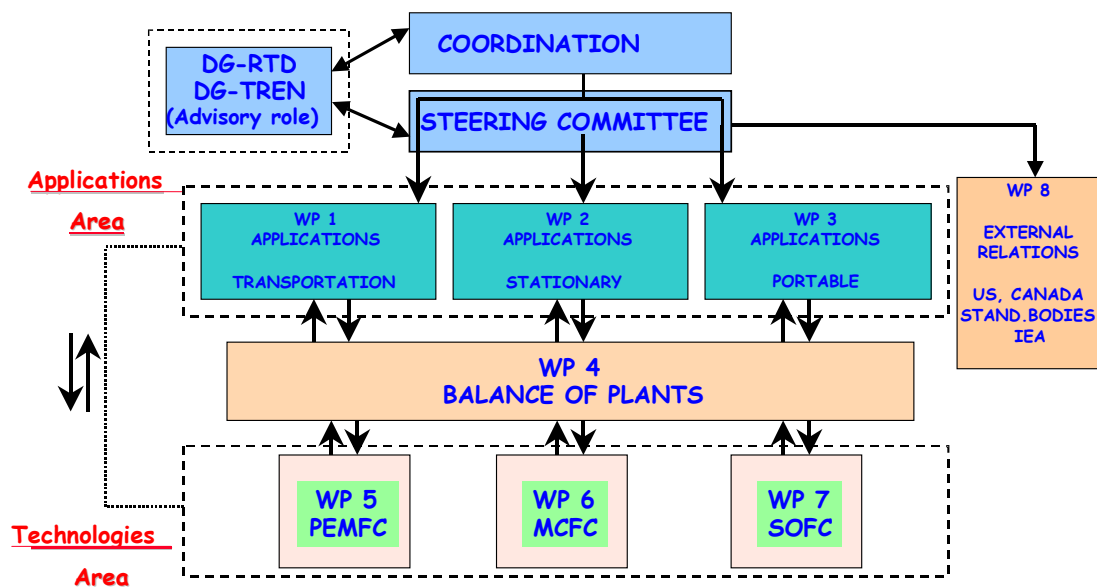 COORDINATION
DG-RTD
DG-TREN
(Advisory role)
STEERING COMMITTEE
Applications
Area
WP 1
APPLICATIONS
TRANSPORTATION
WP 2
APPLICATIONS
STATIONARY
WP 3
APPLICATIONS
PORTABLE
WP 8
EXTERNAL
RELATIONS
US, CANADA
STAND.BODIES
IEA
WP 4
BALANCE OF PLANTS
WP 5
PEMFC
WP 6
MCFC
WP 7
SOFC
Technologies
Area